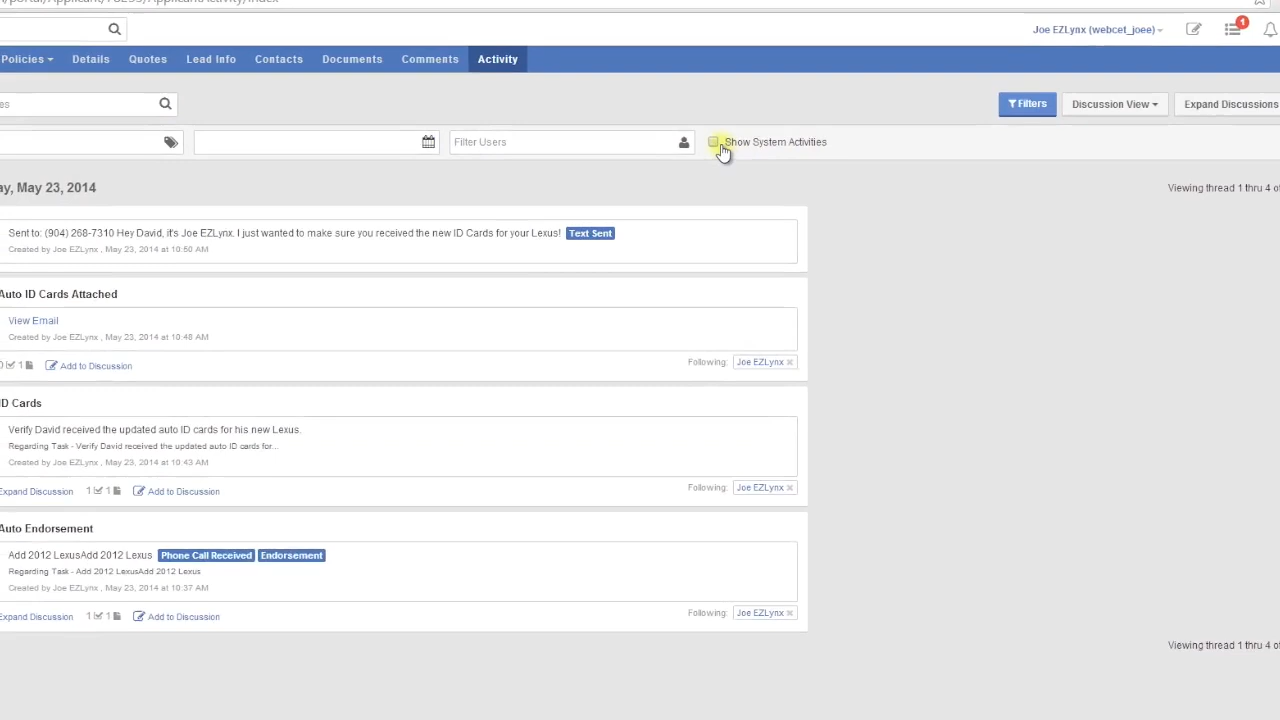 Joe EZLynx (webcet_joee)
1
Policies Details Quotes Lead Info Contacts Documents Comments Activity
Filters Discussion View Expand Discussions
Filter Users Show System Activities
May 23, 2014 Viewing thread 1 thru 4 of
Sent to: (904) 268-7310 Hey David, it's Joe EZLynx. I just wanted to make sure you received the new ID Cards for your Lexus! Text Sent
Created by Joe EZLynx , May 23, 2014 at 10:50 AM
Auto ID Cards Attached
View Email
Created by Joe EZLynx , May 23, 2014 at 10:48 AM
0 1 Add to Discussion Following: Joe EZLynx ×
ID Cards
Verify David received the updated auto ID cards for his new Lexus.
Regarding Task - Verify David received the updated auto ID cards for...
Created by Joe EZLynx , May 23, 2014 at 10:43 AM
Expand Discussion 1 1 Add to Discussion Following: Joe EZLynx ×
Auto Endorsement
Add 2012 LexusAdd 2012 Lexus Phone Call Received Endorsement
Regarding Task - Add 2012 LexusAdd 2012 Lexus
Created by Joe EZLynx , May 23, 2014 at 10:37 AM
Expand Discussion 1 1 Add to Discussion Following: Joe EZLynx ×
Viewing thread 1 thru 4 of